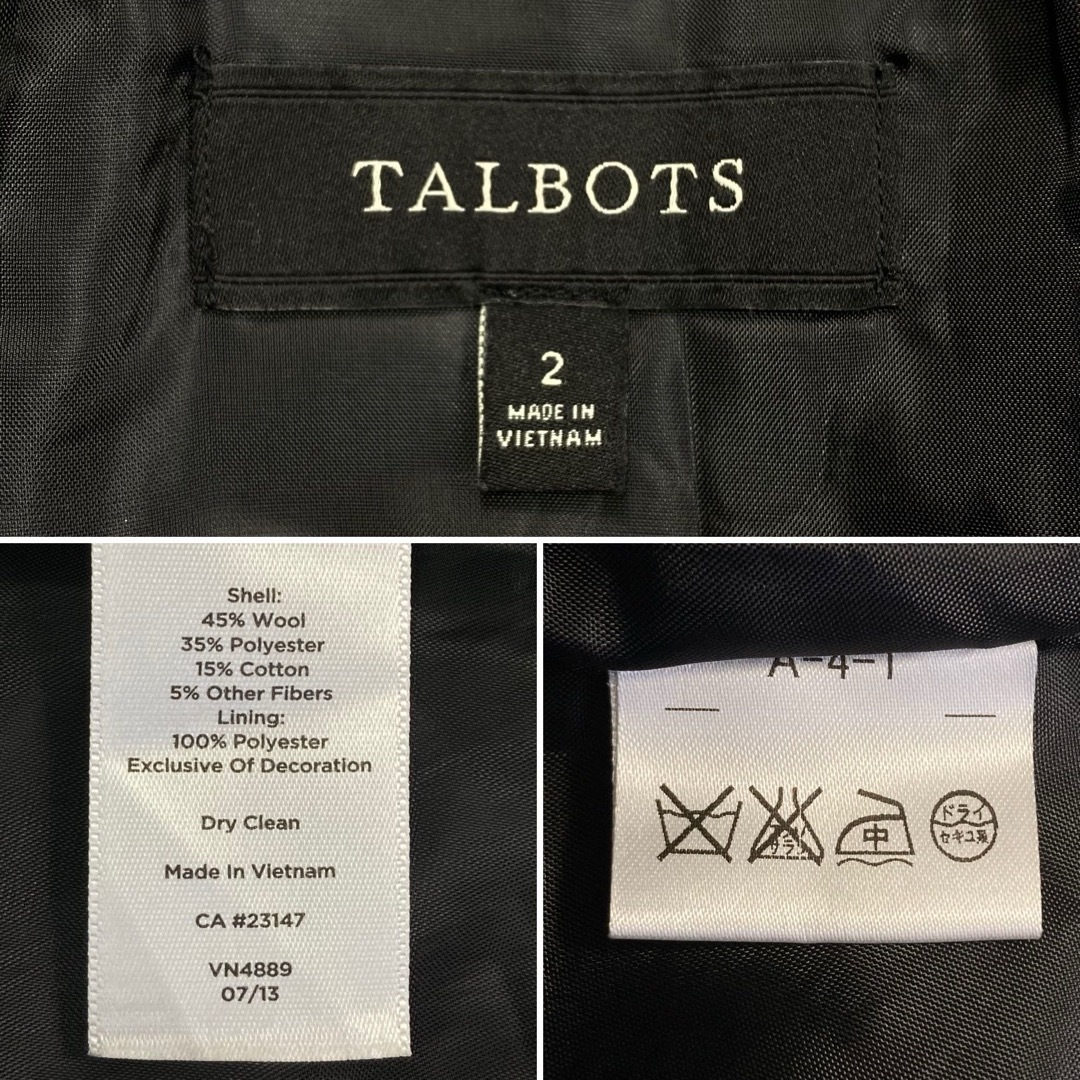 TALBOTS
2
MADE IN
VIETNAM
Shell:
45% Wool
35% Polyester
15% Cotton
5% Other Fibers
Lining:
100% Polyester
Exclusive Of Decoration
Dry Clean
Made In Vietnam
CA #23147
VN4889
07/13
A-4-1
中
ドライ
セキユ系